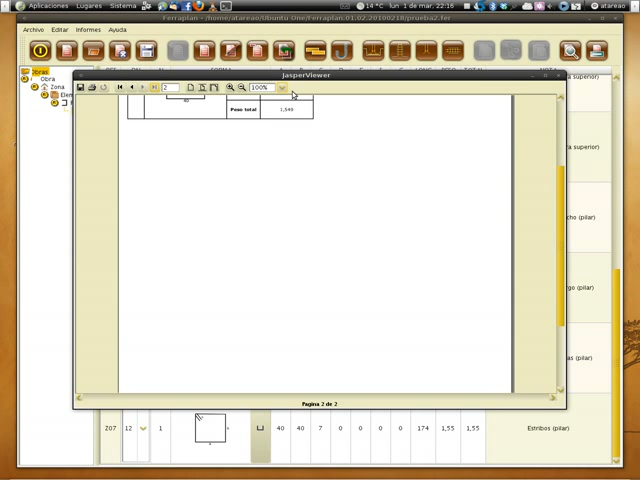 Aplicaciones Lugares Sistema 14 °C lun 1 de mar, 22:16 atareao
Ferraplan - /home/atareao/Ubuntu One/Ferraplan.01.02.20100218/prueba2.fer
Archivo Editar Informes Ayuda
Obras
Obra
Zona
Elem
JasperViewer
2 100%
40
Peso total 1,549
a superior)
ra superior)
cho (pilar)
rgo (pilar)
as (pilar)
Pagina 2 de 2
Z07 12 1 40 40 7 0 0 0 0 174 1,55 1,55 Estribos (pilar)